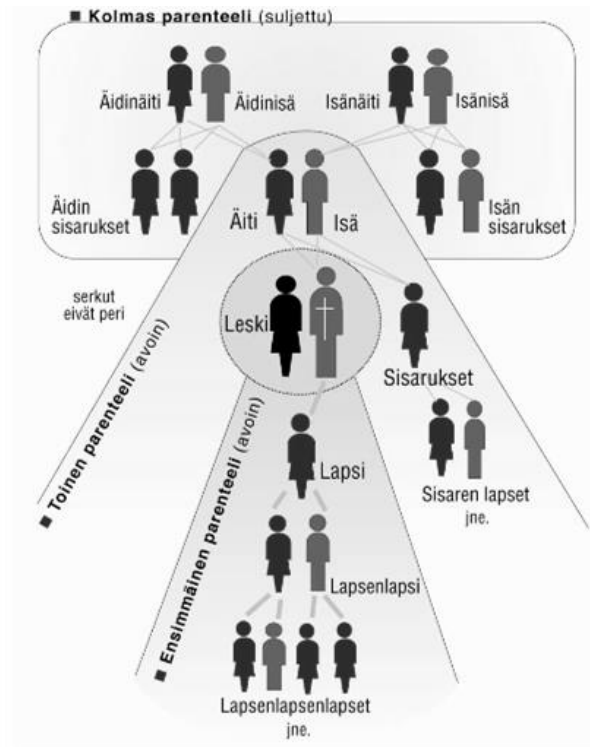 Kolmas parenteeli (suljettu)
Äidinäiti
Äidinisä
Isänäiti
Isänisä
Äidin
sisarukset
Äiti
Isä
Isän
sisarukset
serkut
eivät peri
Leski
Sisarukset
Toinen parenteeli (avoin)
Ensimmäinen parenteeli (avoin)
Lapsi
Sisaren lapset
jne.
Lapsenlapsi
Lapsenlapsenlapset
jne.